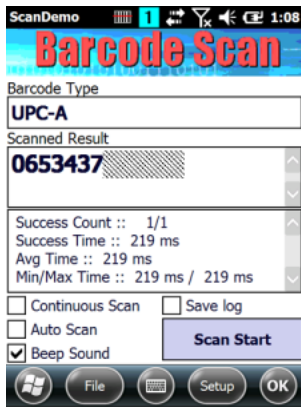 ScanDemo 1 1:08
Barcode Scan
Barcode Type
UPC-A
Scanned Result
0653437
Success Count :: 1/1
Success Time :: 219 ms
Avg Time :: 219 ms
Min/Max Time :: 219 ms / 219 ms
Continuous Scan Save log
Auto Scan
Scan Start
Beep Sound
File Setup OK